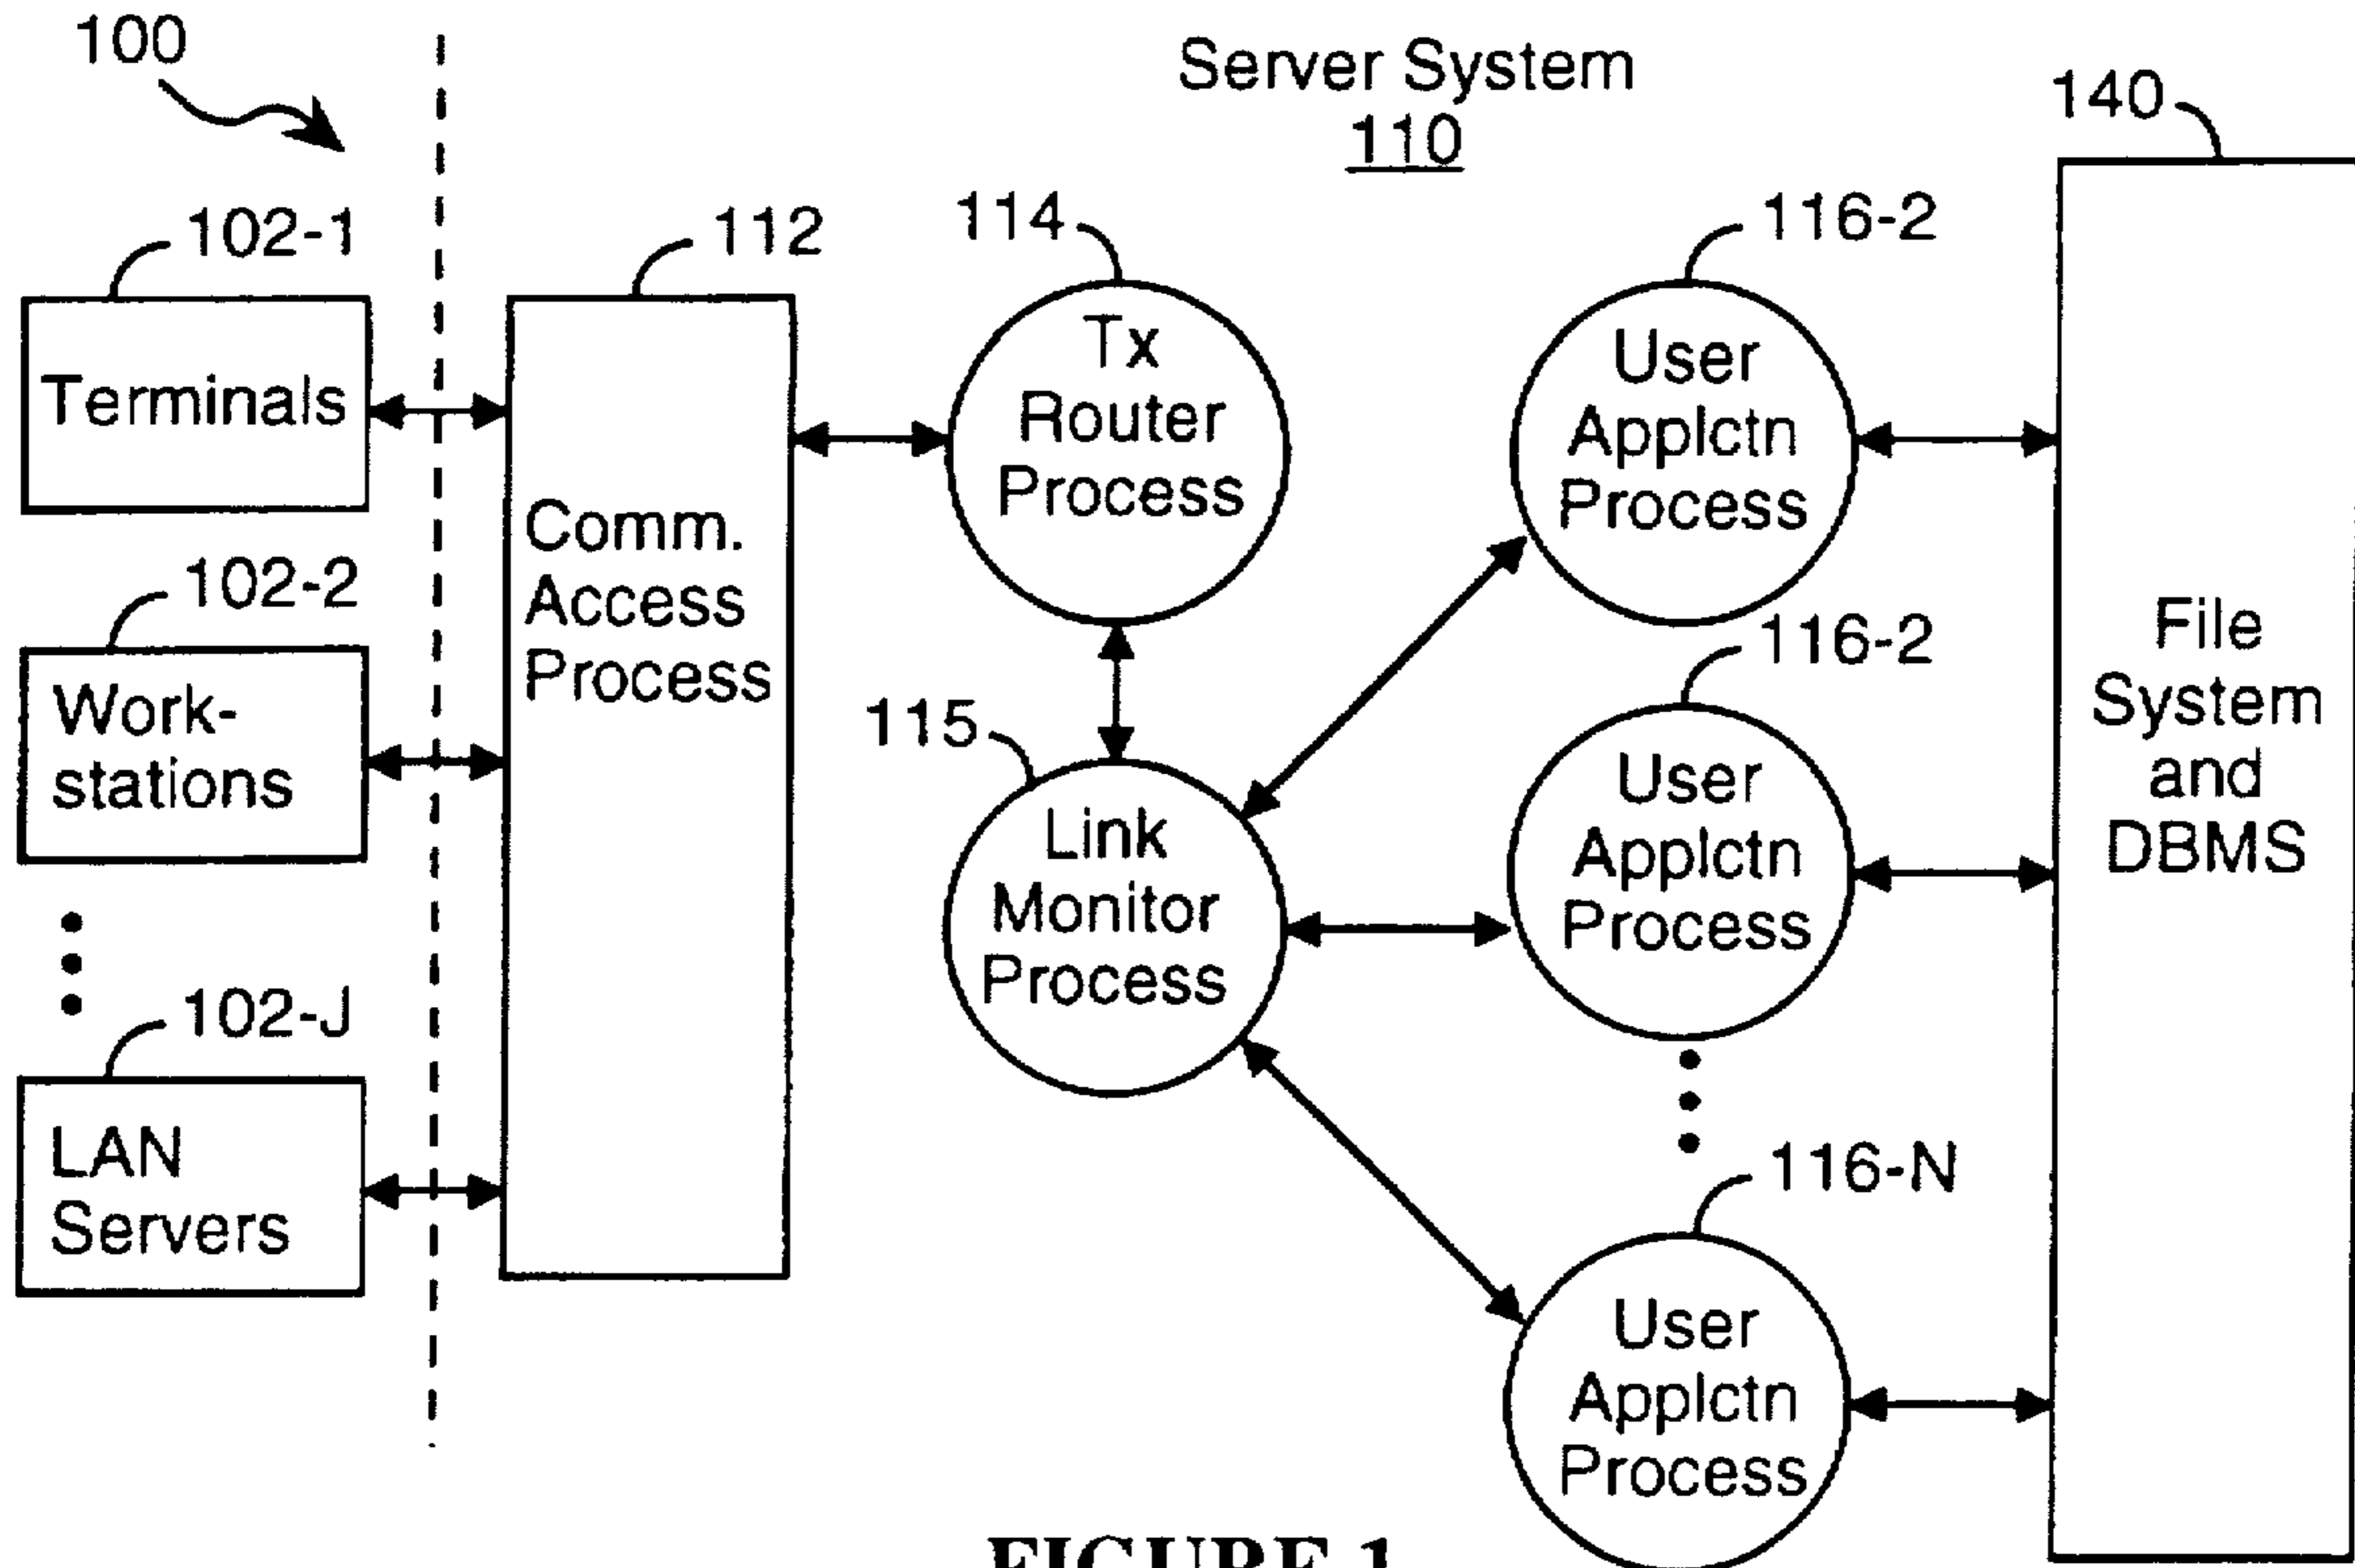 100
Server System
110
140
102-1
112
114
116-2
Terminals
Comm.
Access
Process
Tx
Router
Process
User
Applctn
Process
File
System
and
DBMS
102-2
Work-
stations
115
Link
Monitor
Process
116-2
User
Applctn
Process
102-J
LAN
Servers
116-N
User
Applctn
Process
FIGURE 1